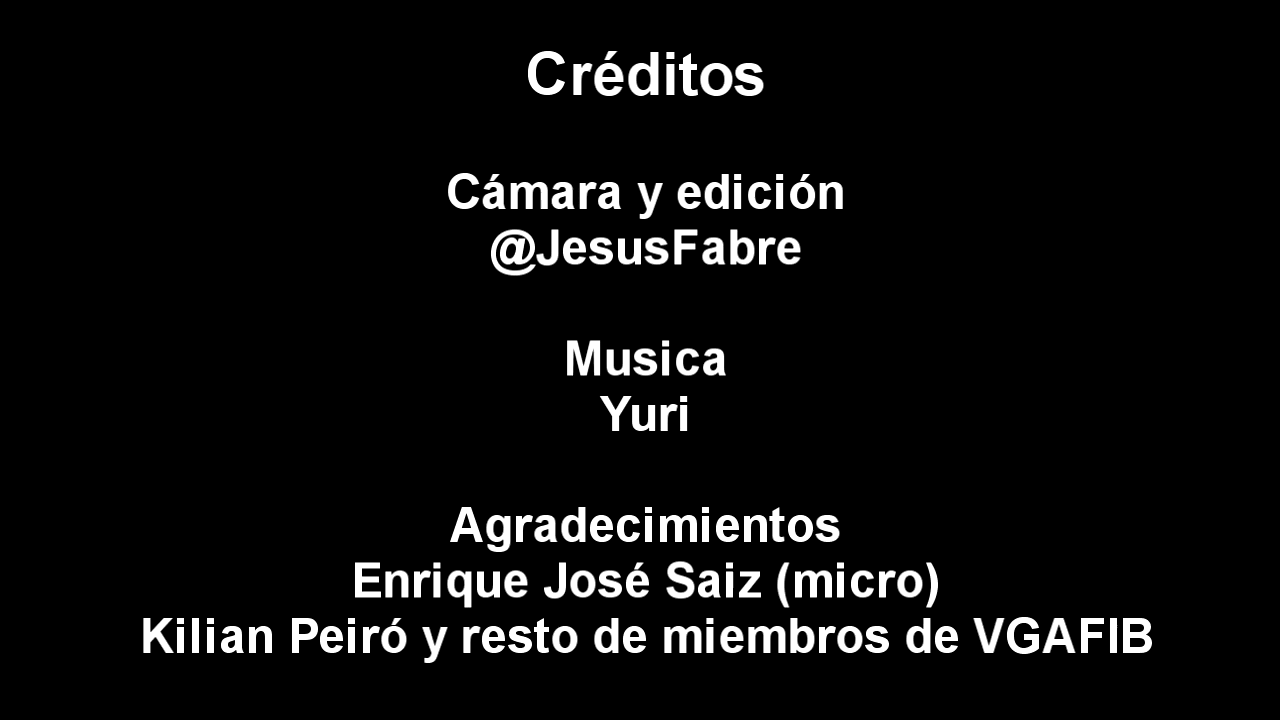 Créditos
Cámara y edición
@JesusFabre
Musica
Yuri
Agradecimientos
Enrique José Saiz (micro)
Kilian Peiró y resto de miembros de VGAFIB